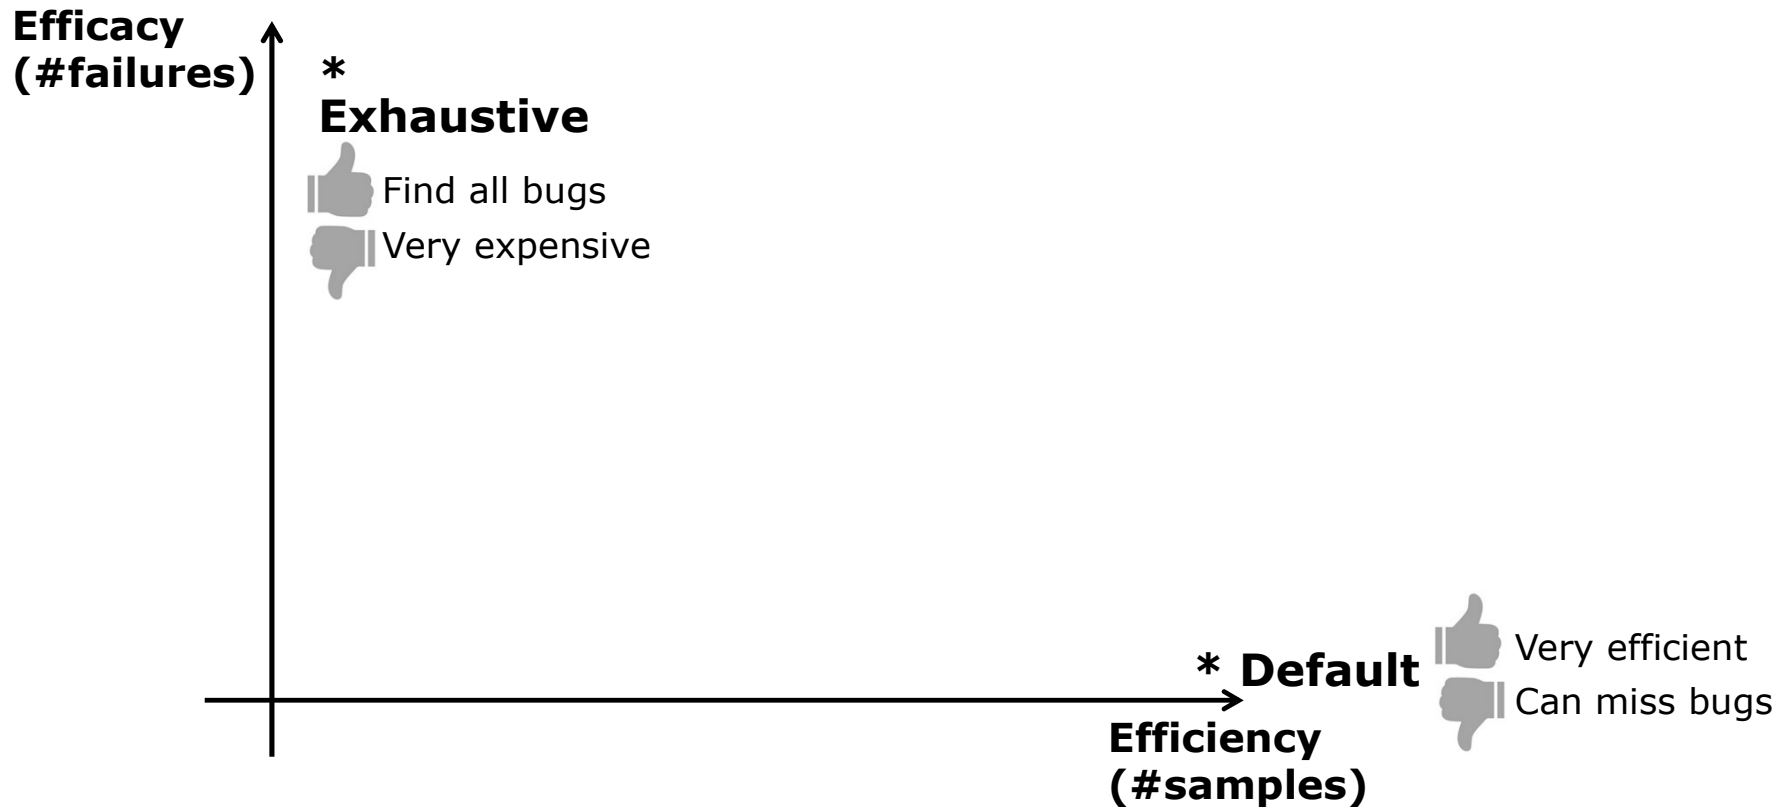 Efficacy
(#failures)
*
Exhaustive
Find all bugs
Very expensive
* Default
Very efficient
Can miss bugs
Efficiency
(#samples)